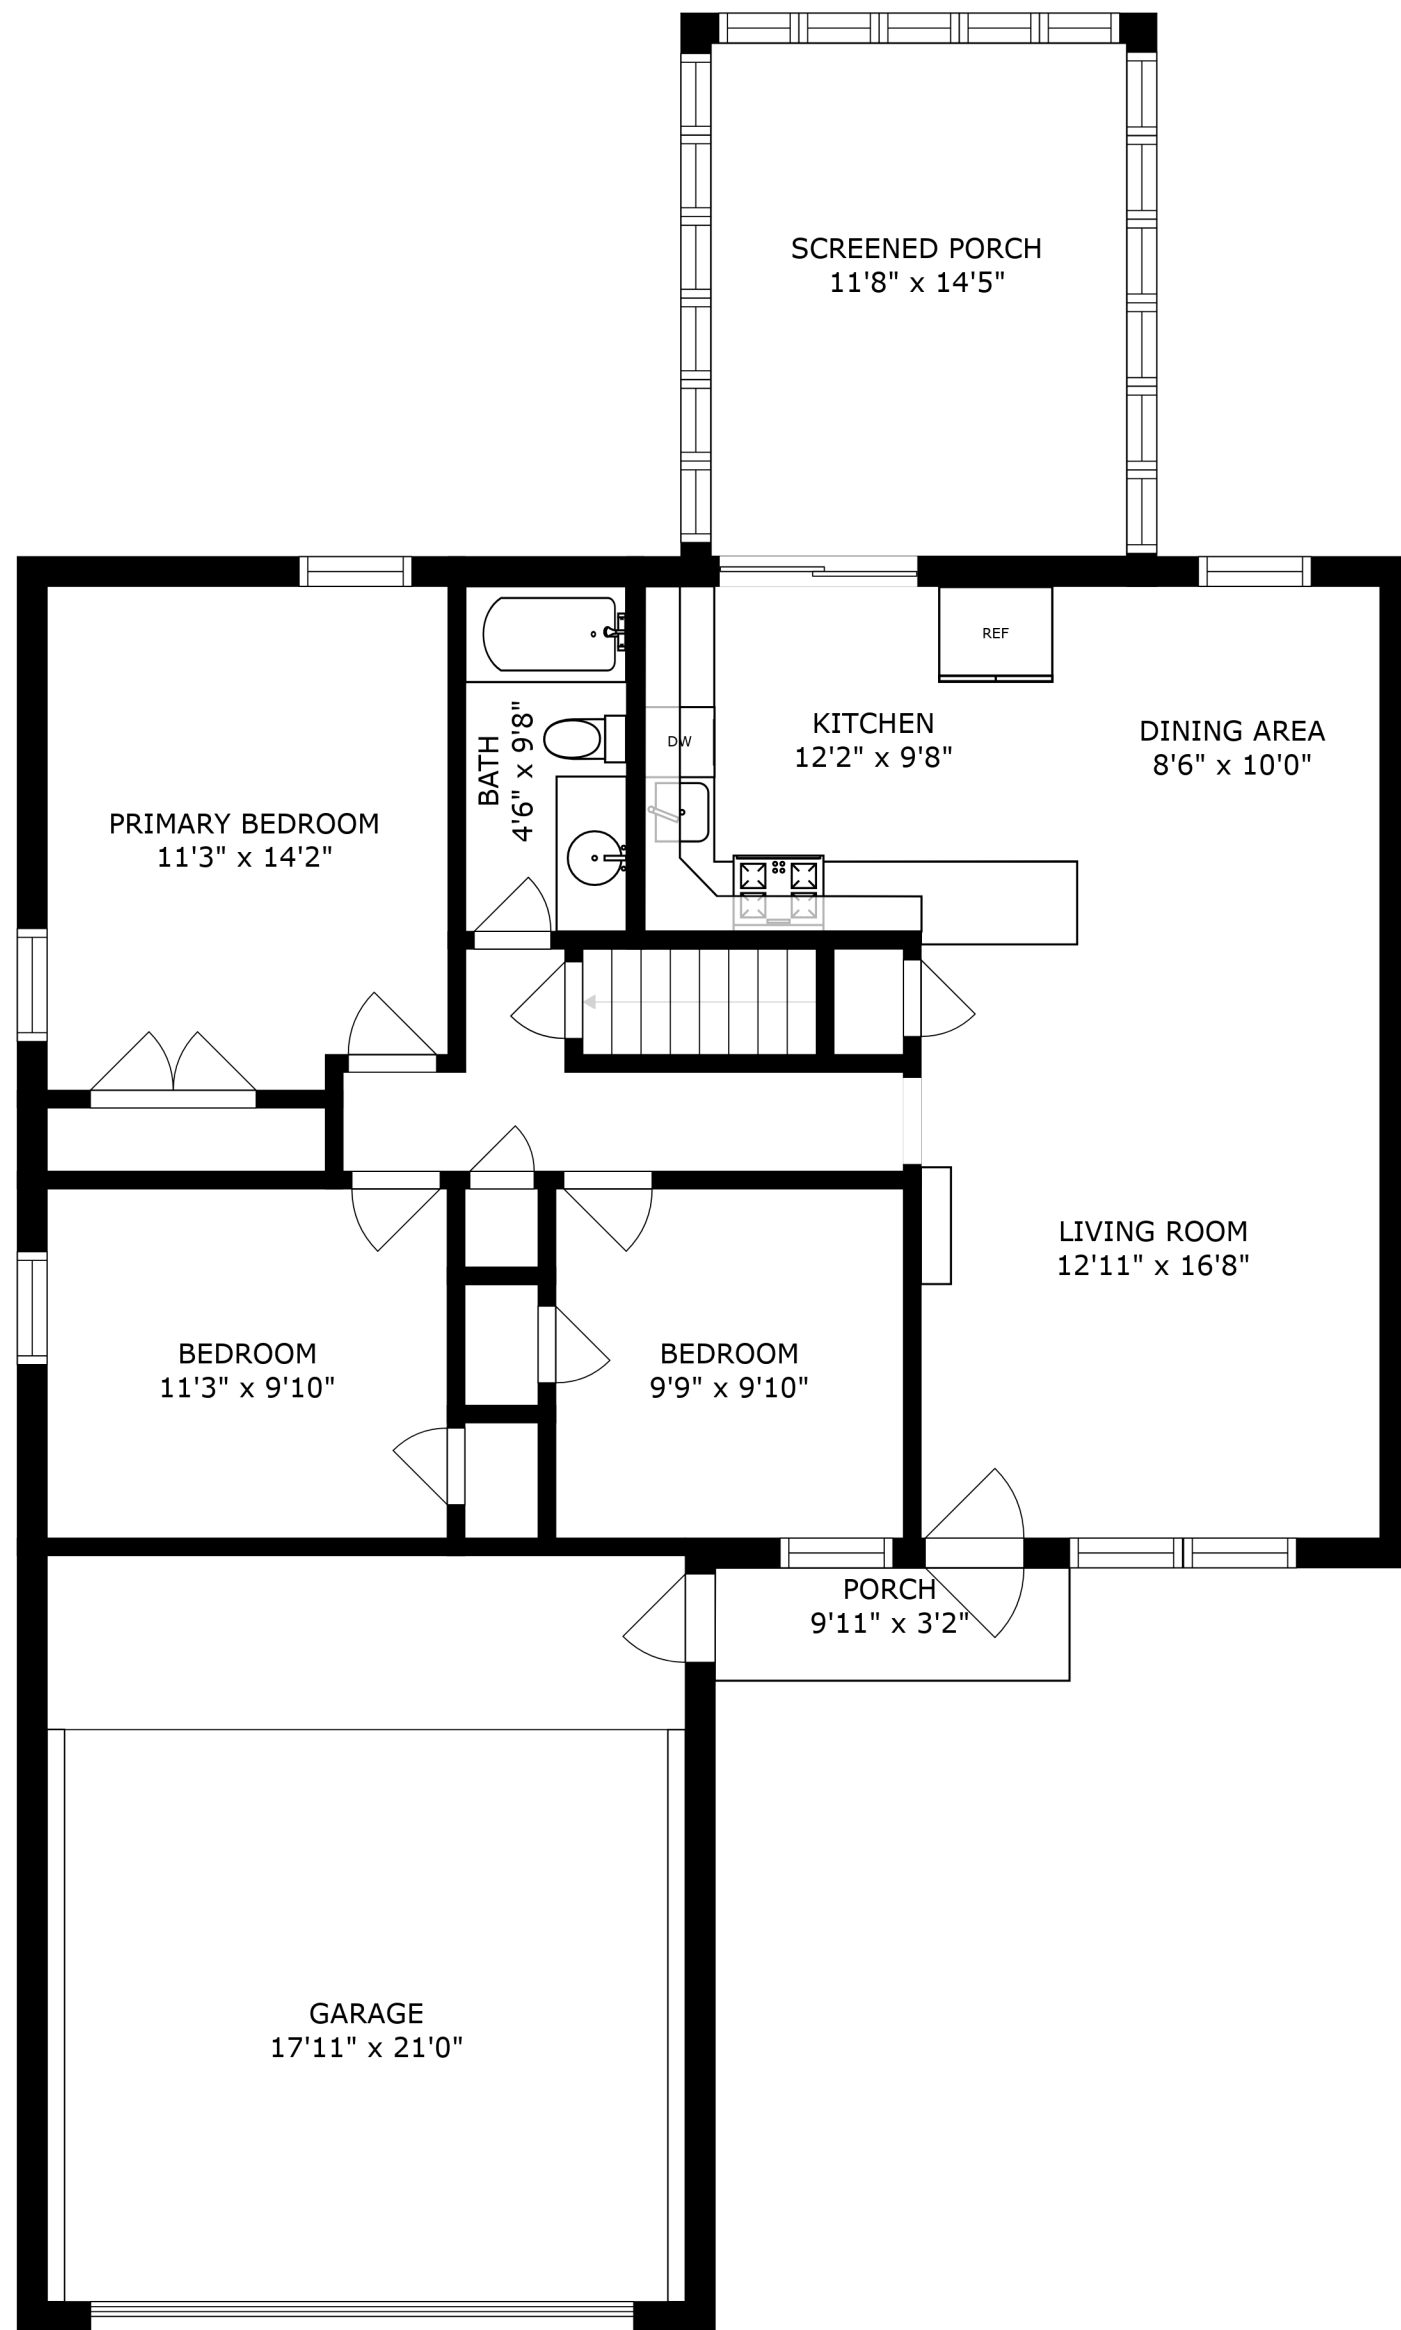 SCREENED PORCH
11'8" x 14'5"
REF
KITCHEN
12'2" x 9'8"
DINING AREA
8'6" x 10'0"
DW
BATH
4'6" x 9'8"
PRIMARY BEDROOM
11'3" x 14'2"
LIVING ROOM
12'11" x 16'8"
BEDROOM
11'3" x 9'10"
BEDROOM
9'9" x 9'10"
PORCH
9'11" x 3'2"
GARAGE
17'11" x 21'0"